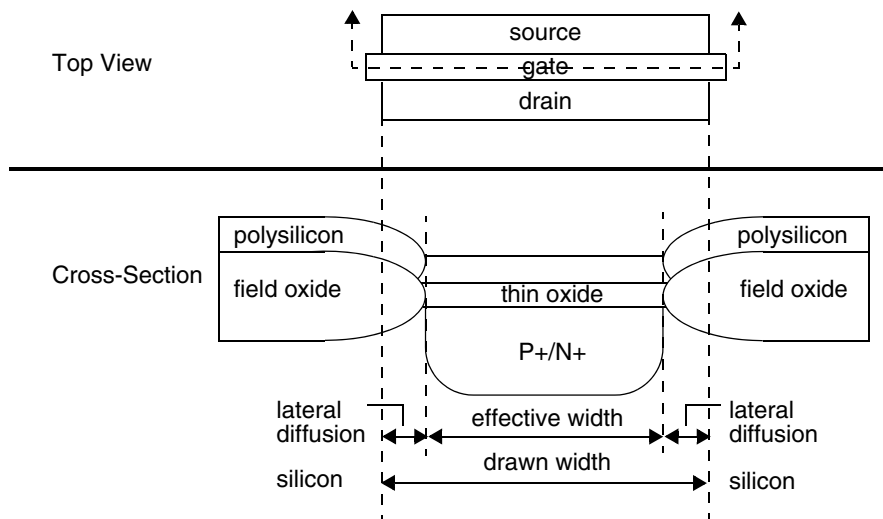 source
Top View
gate
drain
polysilicon
polysilicon
Cross-Section
field oxide
thin oxide
field oxide
P+/N+
lateral
diffusion
effective width
lateral
diffusion
drawn width
silicon
silicon